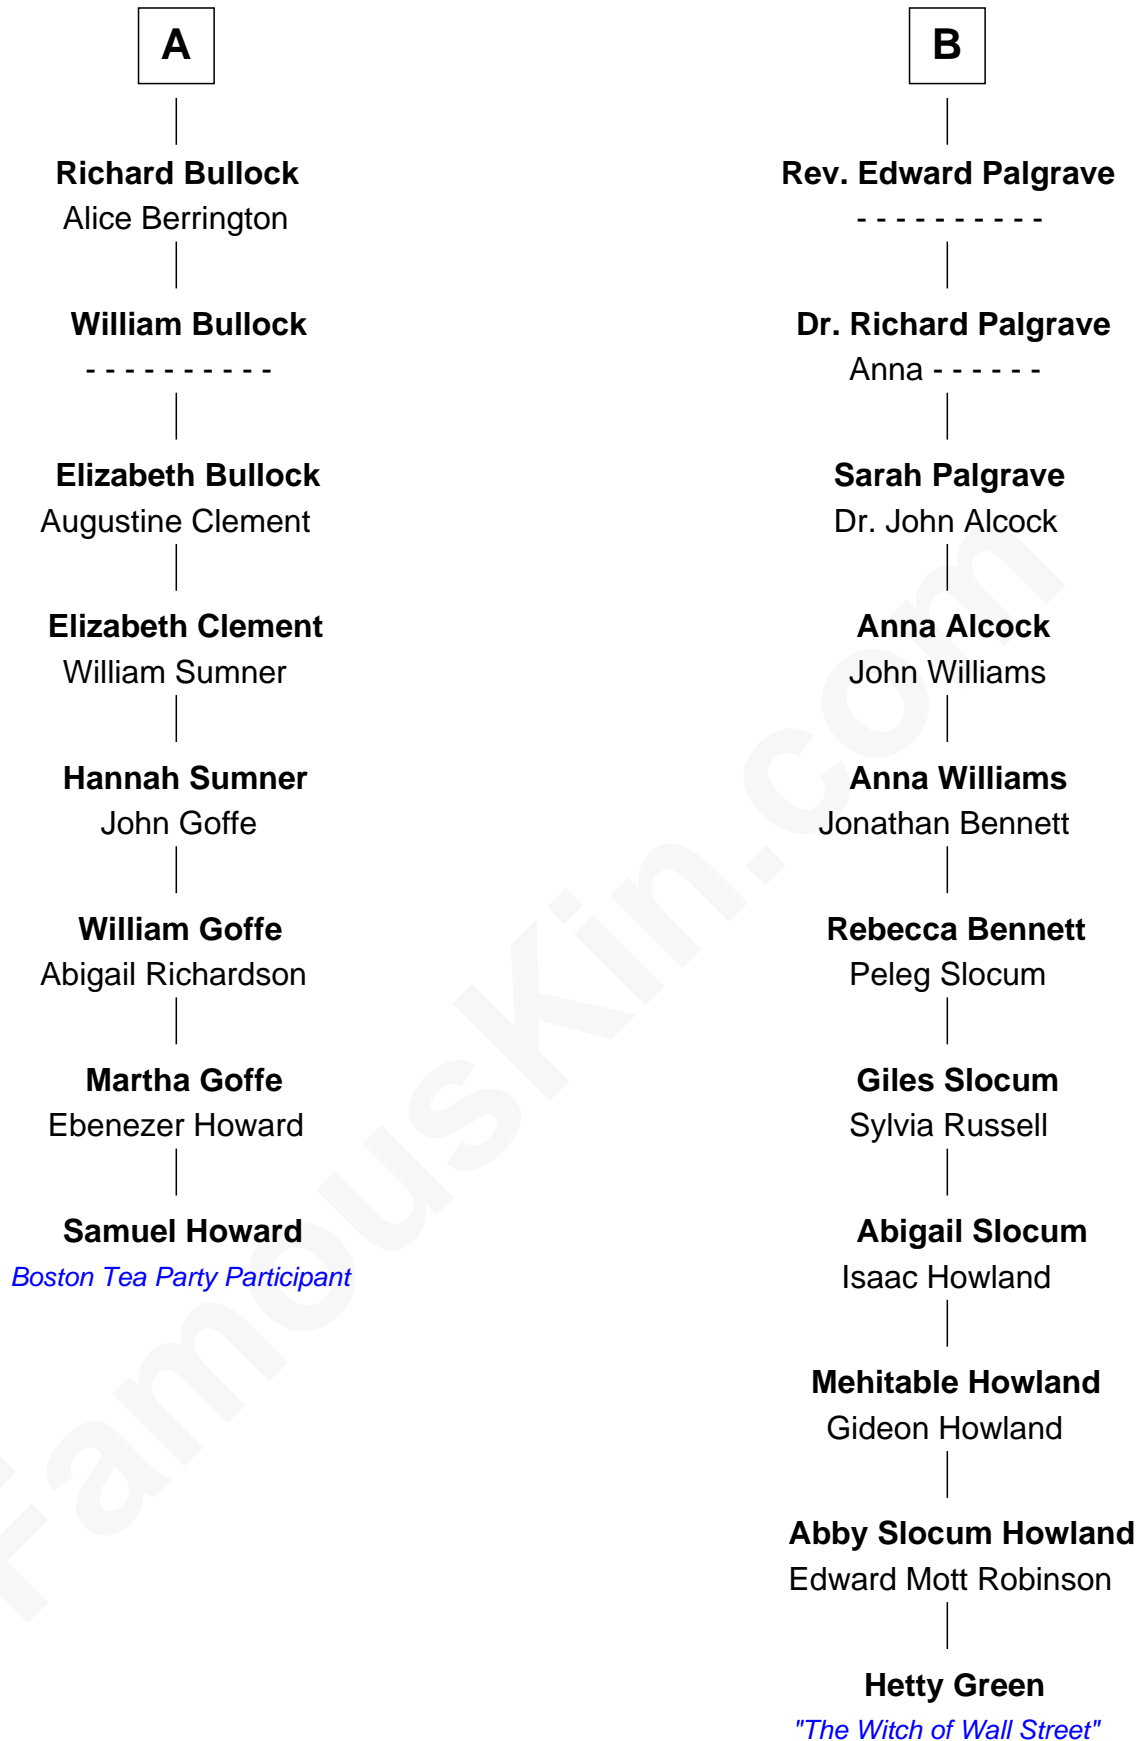 A
Richard Bullock
Alice Berrington
William Bullock
- - - - - - - - - -
Elizabeth Bullock
Augustine Clement
Elizabeth Clement
William Sumner
Hannah Sumner
John Goffe
William Goffe
Abigail Richardson
Martha Goffe
Ebenezer Howard
Samuel Howard
Boston Tea Party Participant
B
Rev. Edward Palgrave
- - - - - - - - - -
Dr. Richard Palgrave
Anna - - - - - -
Sarah Palgrave
Dr. John Alcock
Anna Alcock
John Williams
Anna Williams
Jonathan Bennett
Rebecca Bennett
Peleg Slocum
Giles Slocum
Sylvia Russell
Abigail Slocum
Isaac Howland
Mehitable Howland
Gideon Howland
Abby Slocum Howland
Edward Mott Robinson
Hetty Green
"The Witch of Wall Street"
FamousKin.com